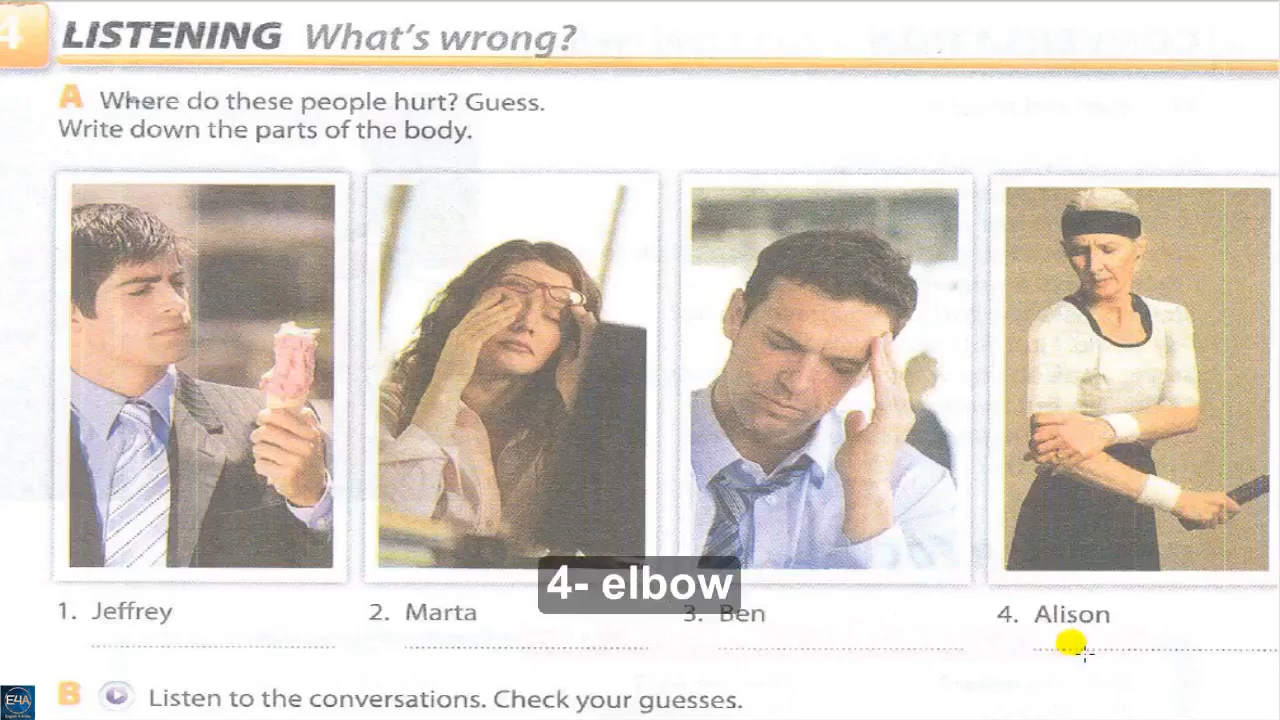 4 LISTENING What's wrong?
A Where do these people hurt? Guess.
Write down the parts of the body.
4- elbow
1. Jeffrey
2. Marta
3. Ben
4. Alison
B Listen to the conversations. Check your guesses.
E4A